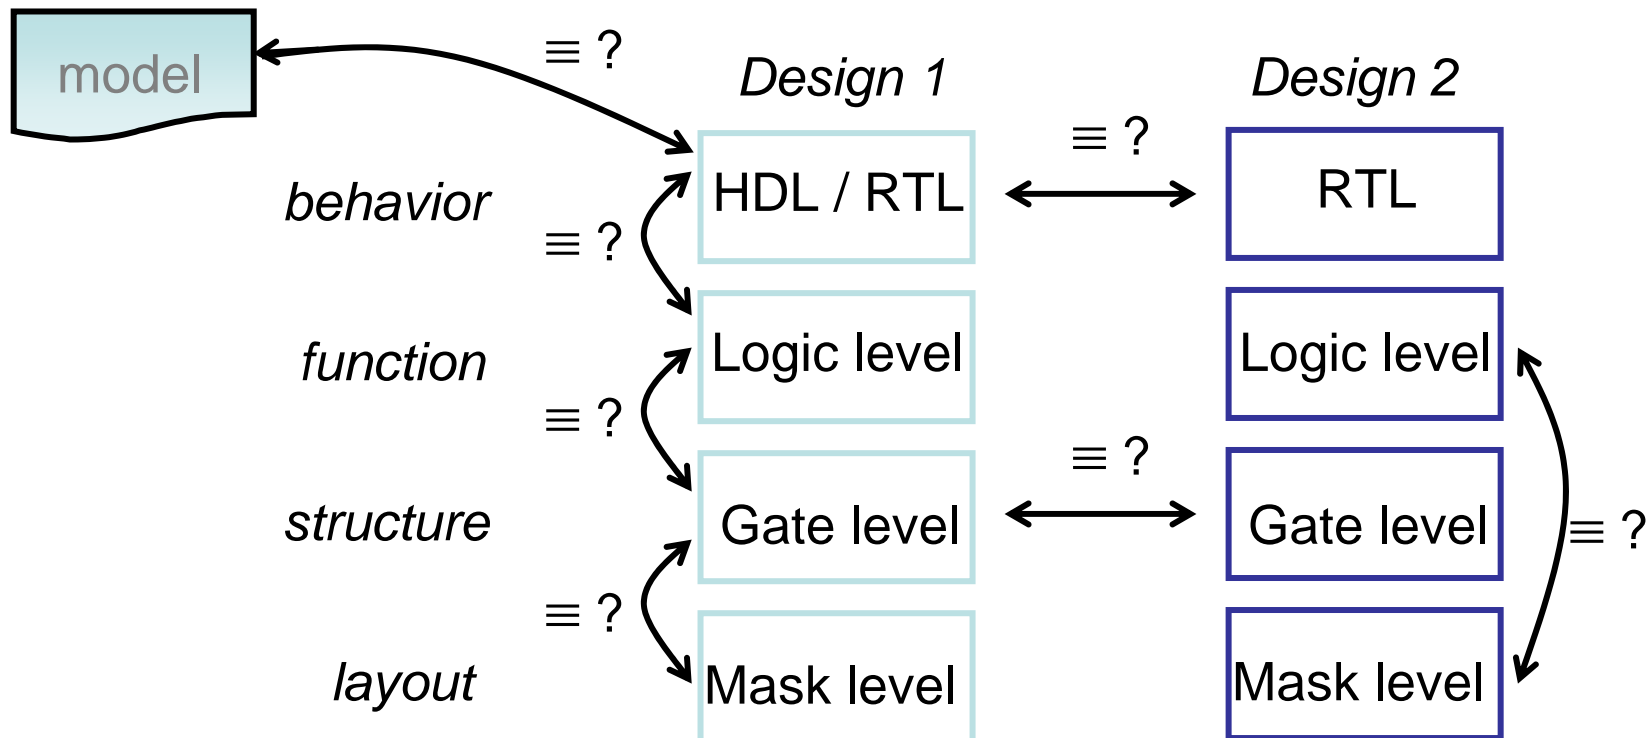 model
≡ ?
Design 1
Design 2
≡ ?
behavior
HDL / RTL
RTL
≡ ?
function
Logic level
Logic level
≡ ?
≡ ?
structure
Gate level
Gate level
≡ ?
≡ ?
layout
Mask level
Mask level